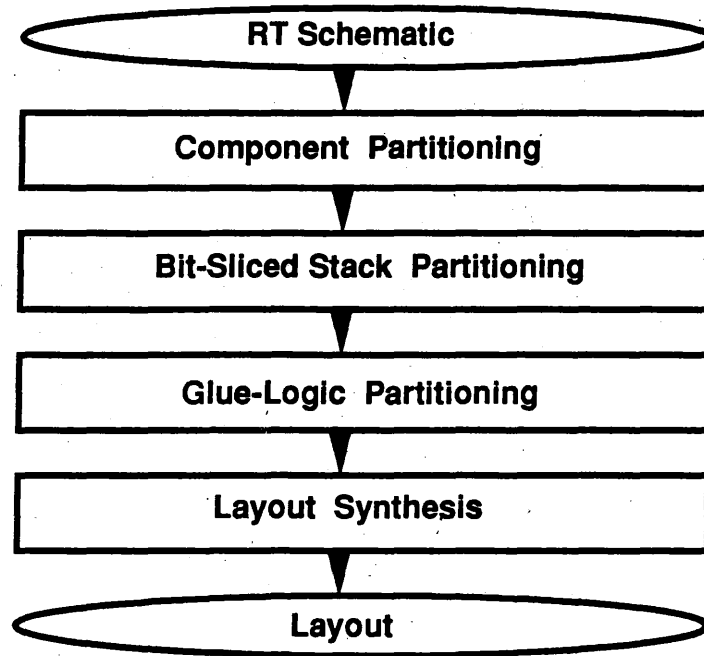 RT Schematic
Component Partitioning
Bit-Sliced Stack Partitioning
Glue-Logic Partitioning
Layout Synthesis
Layout